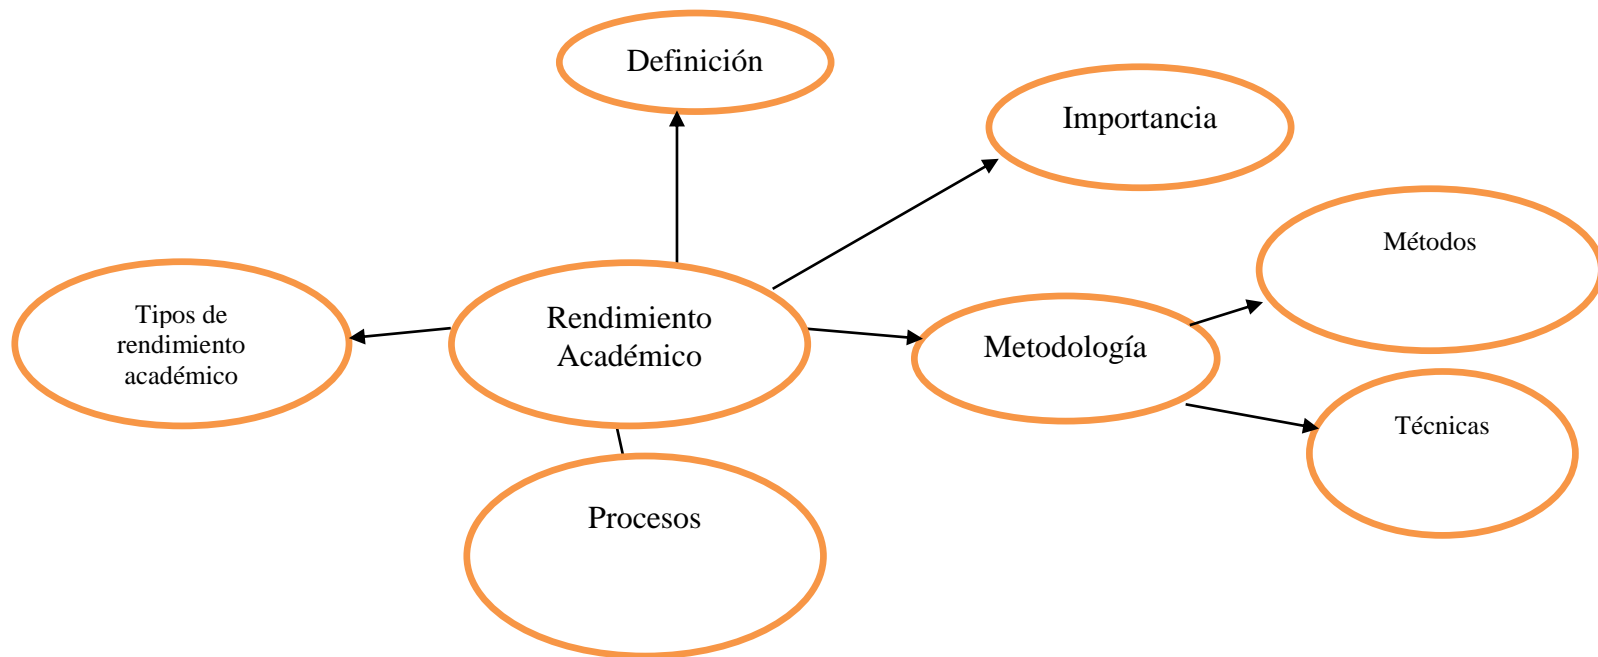 Definición
Importancia
Métodos
Tipos de
rendimiento
académico
Rendimiento
Académico
Metodología
Técnicas
Procesos